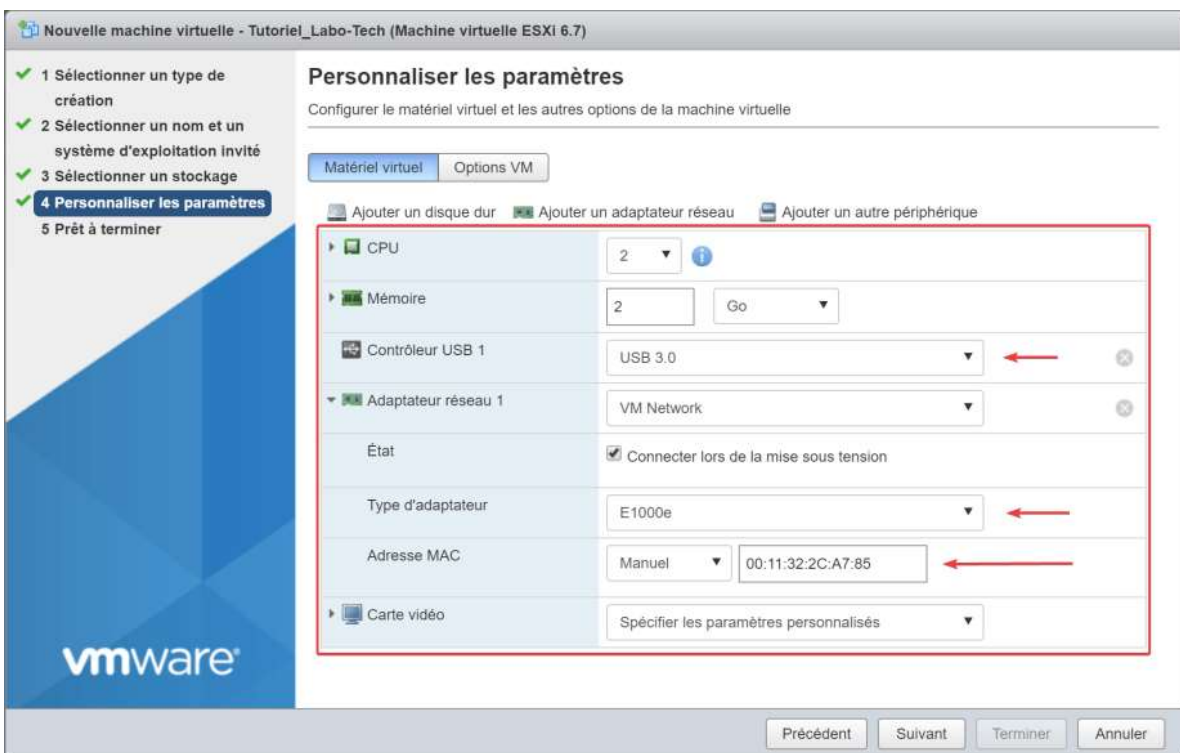 Nouvelle machine virtuelle - Tutoriel_Labo-Tech (Machine virtuelle ESXi 6.7)
1 Sélectionner un type de
création
2 Sélectionner un nom et un
système d'exploitation invité
3 Sélectionner un stockage
4 Personnaliser les paramètres
5 Prêt à terminer
vmware
Personnaliser les paramètres
Configurer le matériel virtuel et les autres options de la machine virtuelle
Matériel virtuel Options VM
Ajouter un disque dur Ajouter un adaptateur réseau Ajouter un autre périphérique
CPU 2
Mémoire 2 Go
Contrôleur USB 1 USB 3.0
Adaptateur réseau 1 VM Network
État Connecter lors de la mise sous tension
Type d'adaptateur E1000e
Adresse MAC Manuel 00:11:32:2C:A7:85
Carte vidéo Spécifier les paramètres personnalisés
Précédent Suivant Terminer Annuler